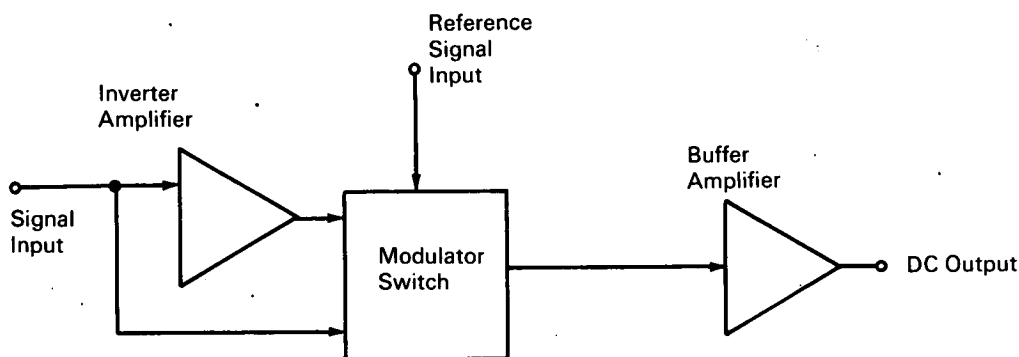 Reference
Signal
Input
Inverter
Amplifier
Buffer
Amplifier
Signal
Input
Modulator
Switch
DC Output